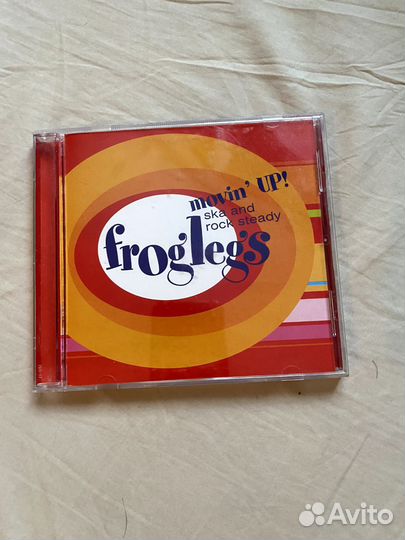 movin' UP!
ska and
rock steady
froglegs
Avito